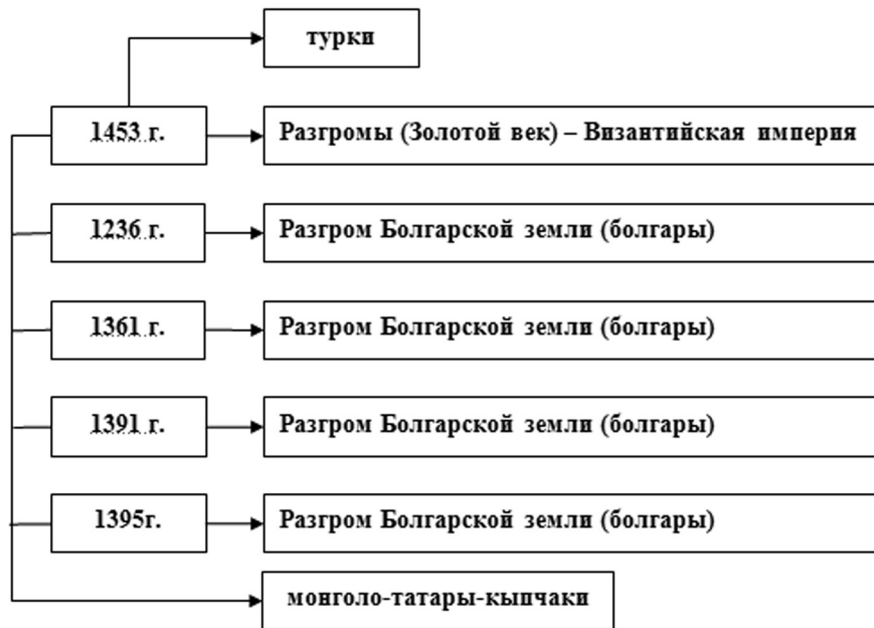 турки
1453 г.
Разгромы (Золотой век) – Византийская империя
1236 г.
Разгром Болгарской земли (болгары)
1361 г.
Разгром Болгарской земли (болгары)
1391 г.
Разгром Болгарской земли (болгары)
1395г.
Разгром Болгарской земли (болгары)
монголо-татары-кыпчаки